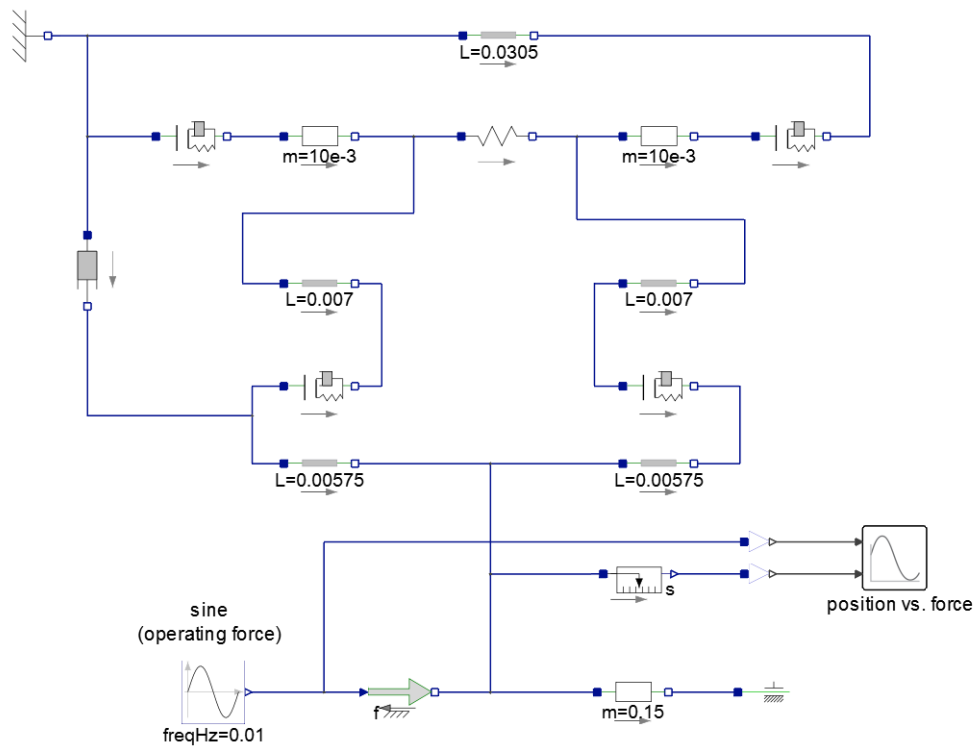 L=0.0305
m=10e-3
m=10e-3
L=0.007
L=0.007
L=0.00575
L=0.00575
s
position vs. force
sine
(operating force)
f
freqHz=0.01
m=0.15